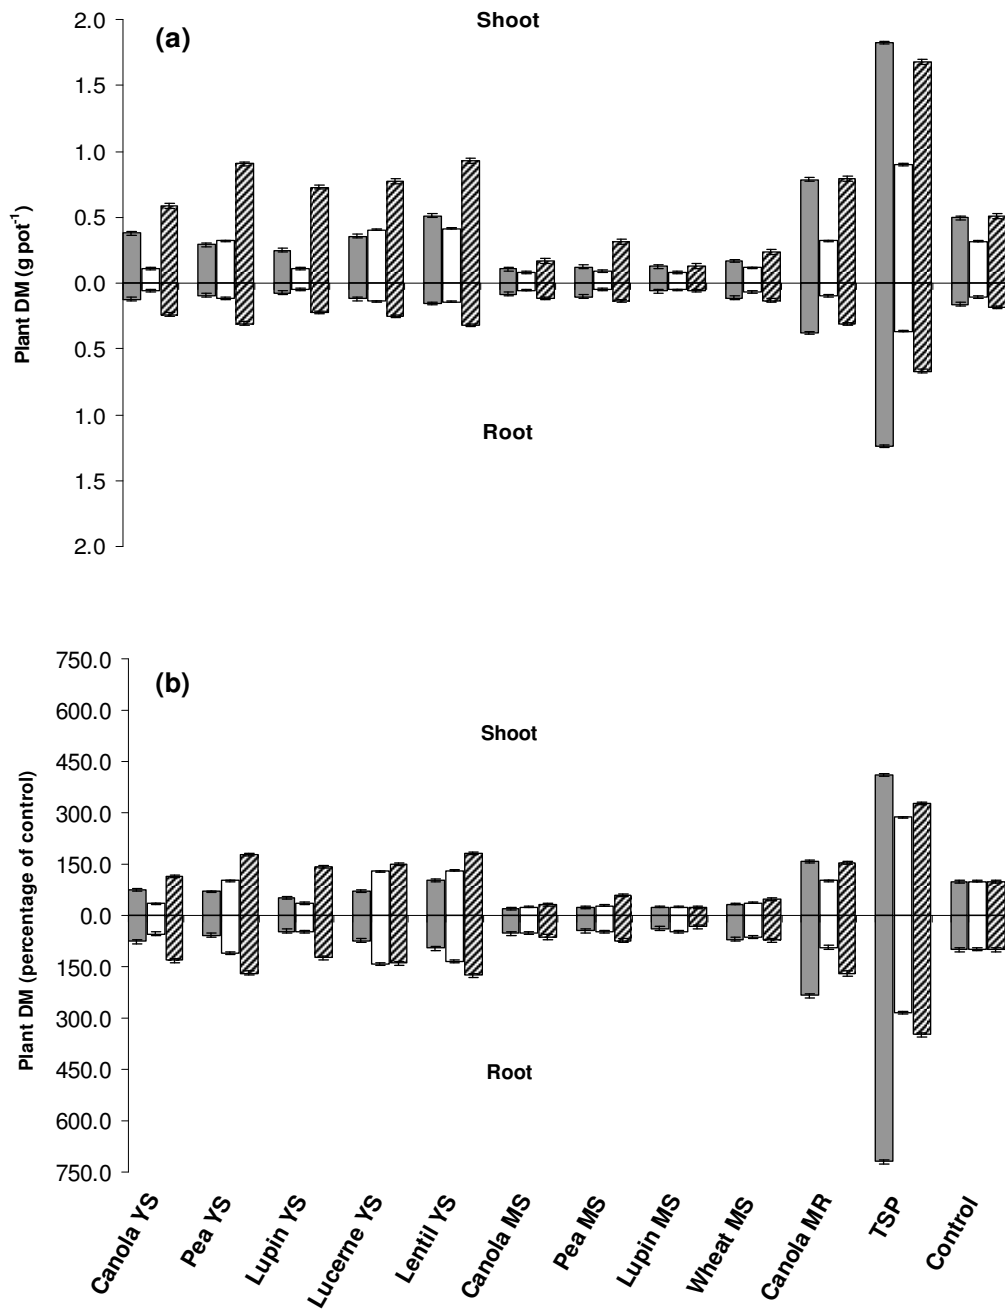 (a)
Shoot
2.0
1.5
1.0
0.5
0.0
0.5
1.0
1.5
2.0
Plant DM (g pot-1)
Root
(b)
Shoot
750.0
600.0
450.0
300.0
150.0
0.0
150.0
300.0
450.0
600.0
750.0
Plant DM (percentage of control)
Root
Canola YS
Pea YS
Lupin YS
Lucerne YS
Lentil YS
Canola MS
Pea MS
Lupin MS
Wheat MS
Canola MR
TSP
Control